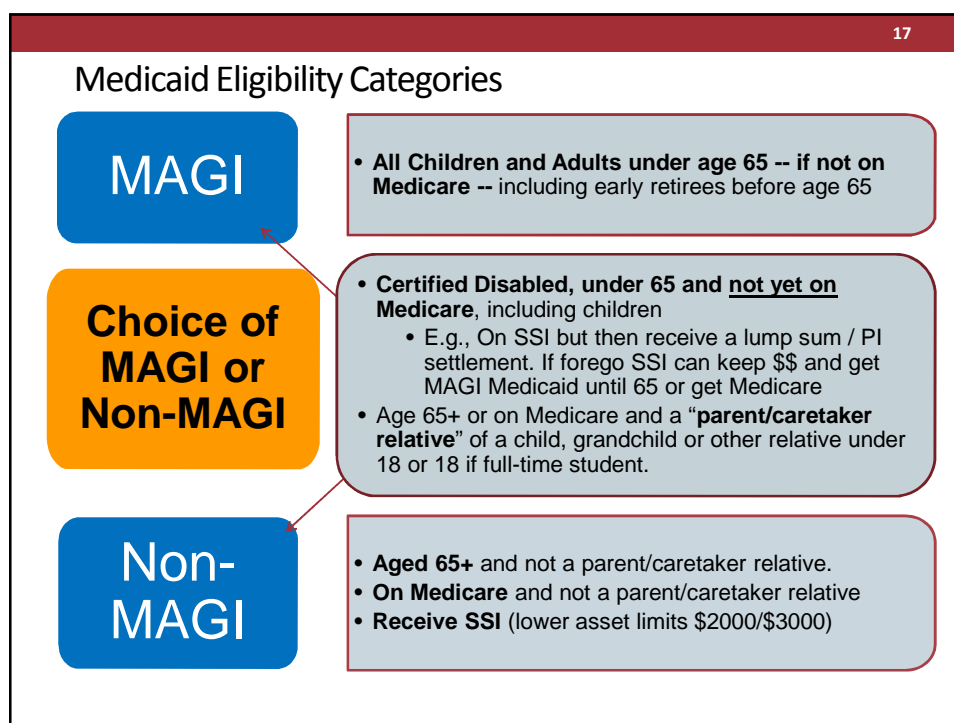 17
Medicaid Eligibility Categories
MAGI
• All Children and Adults under age 65 -- if not on
Medicare -- including early retirees before age 65
Choice of
MAGI or
Non-MAGI
• Certified Disabled, under 65 and not yet on
Medicare, including children
• E.g., On SSI but then receive a lump sum / PI
settlement. If forego SSI can keep $$ and get
MAGI Medicaid until 65 or get Medicare
• Age 65+ or on Medicare and a “parent/caretaker
relative” of a child, grandchild or other relative under
18 or 18 if full-time student.
Non-
MAGI
• Aged 65+ and not a parent/caretaker relative.
• On Medicare and not a parent/caretaker relative
• Receive SSI (lower asset limits $2000/$3000)